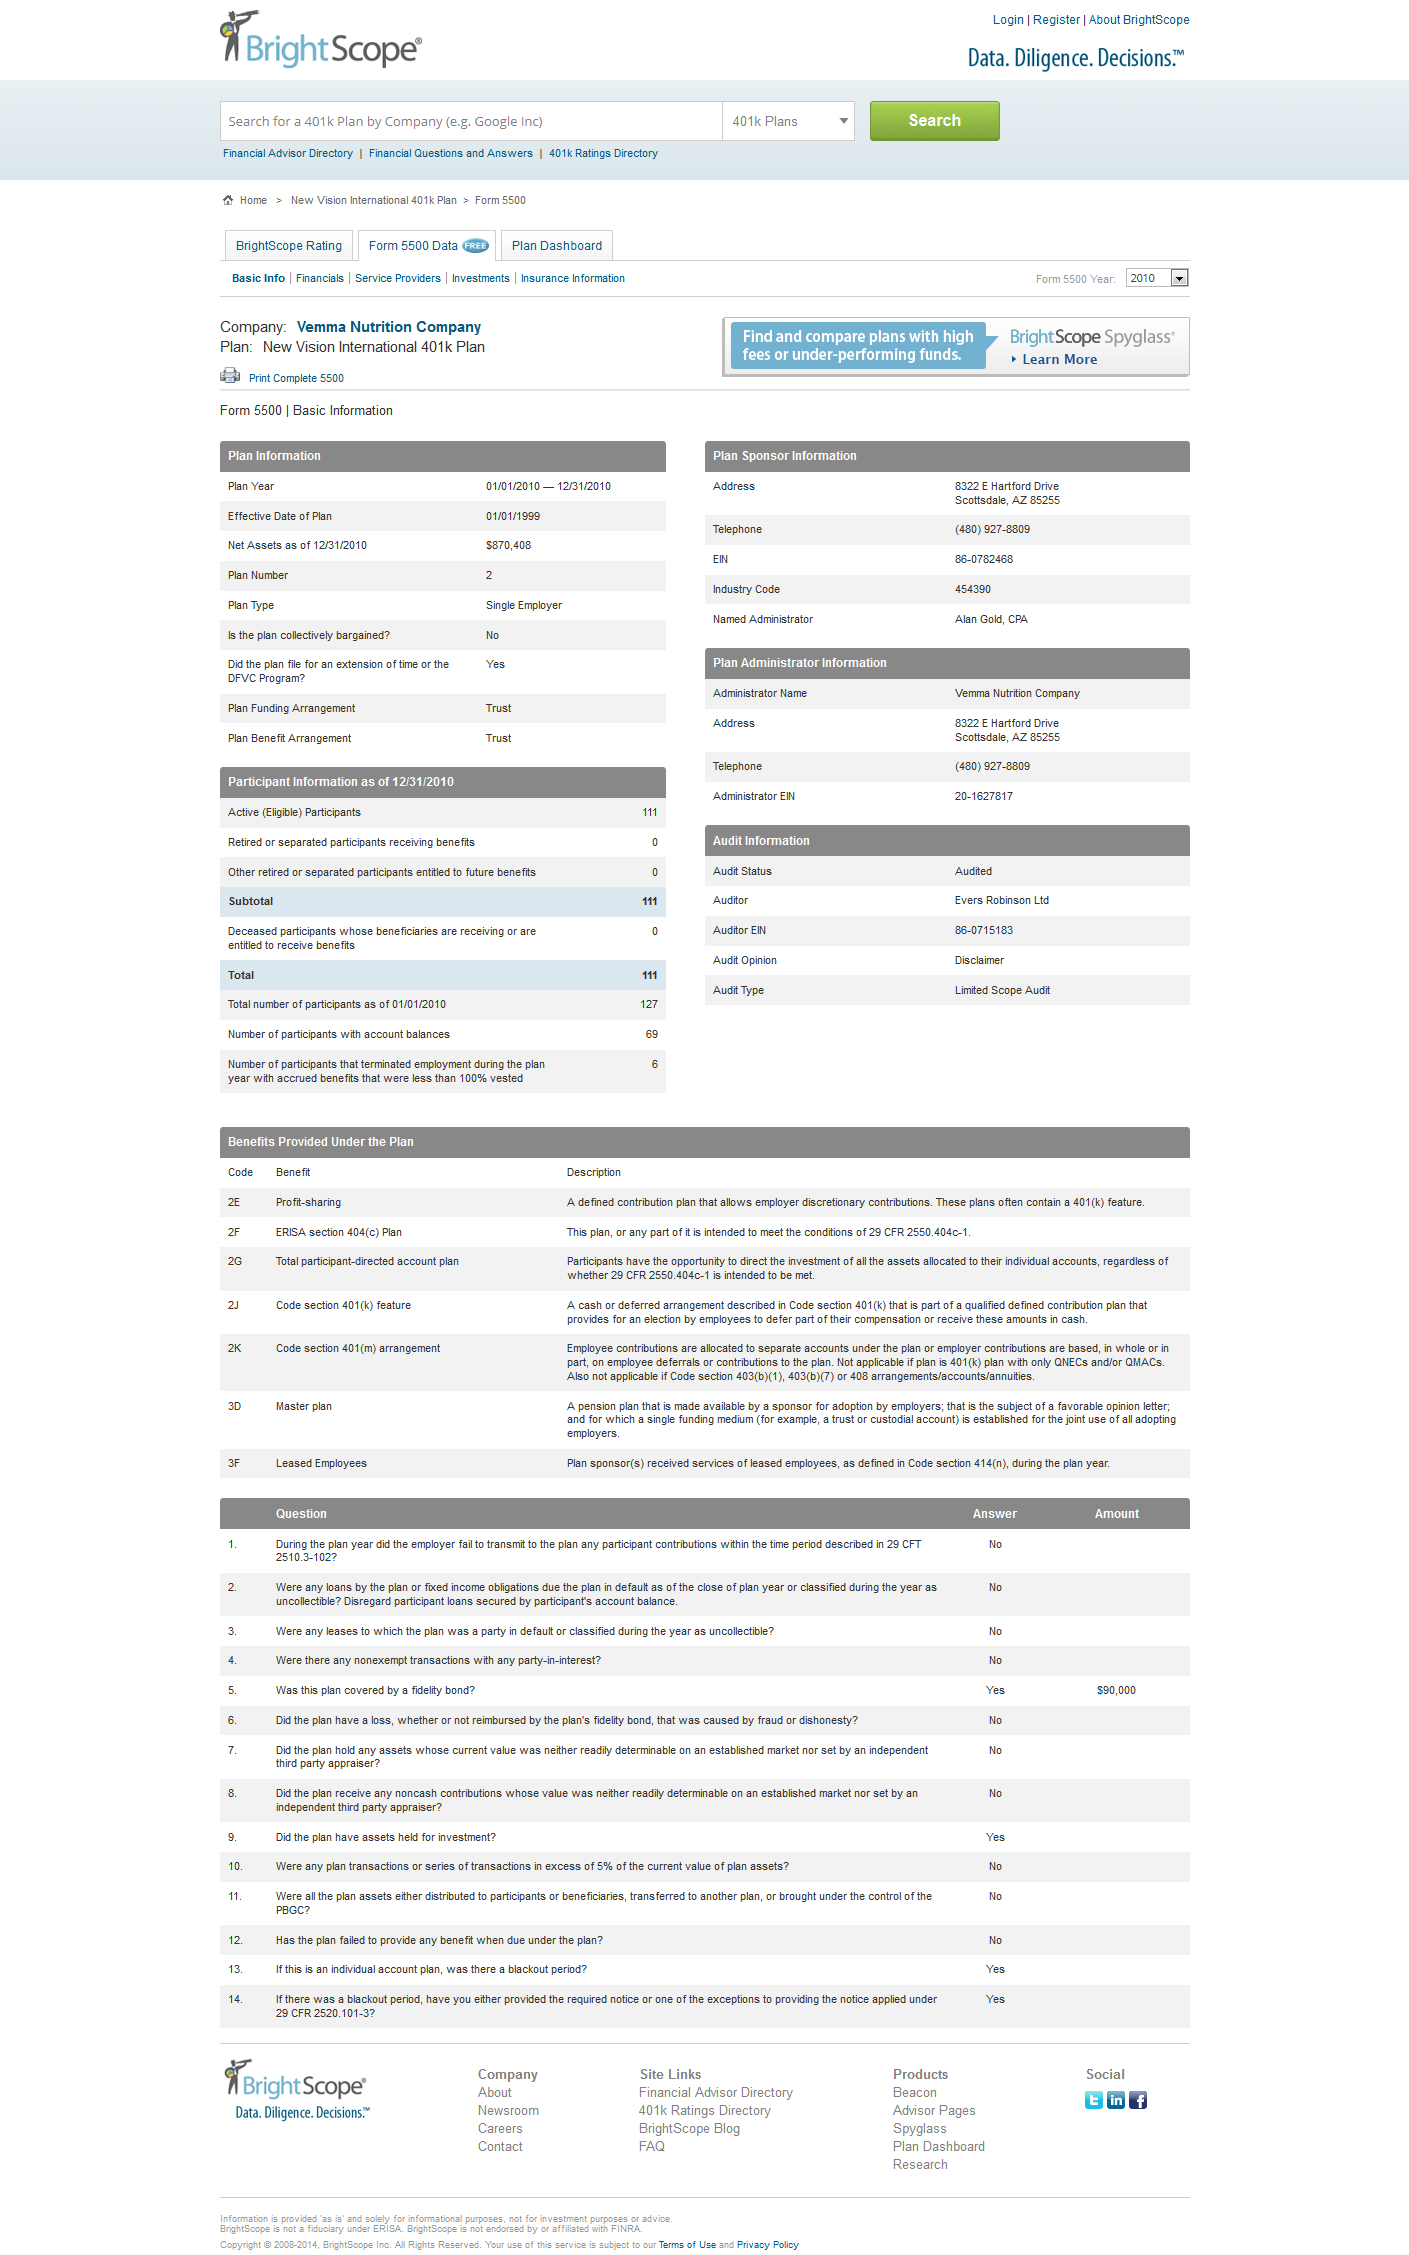 BrightScope®
Login | Register | About BrightScope
Data. Diligence. Decisions.™
Search for a 401k Plan by Company (e.g. Google Inc)
401k Plans
Search
Financial Advisor Directory | Financial Questions and Answers | 401k Ratings Directory
Home > New Vision International 401k Plan > Form 5500
BrightScope Rating
Form 5500 Data FREE
Plan Dashboard
Basic Info | Financials | Service Providers | Investments | Insurance Information
Form 5500 Year: 2010
Company: Vemma Nutrition Company
Plan: New Vision International 401k Plan
Print Complete 5500
Find and compare plans with high
fees or under-performing funds.
BrightScope Spyglass®
Learn More
Form 5500 | Basic Information
Plan Information
Plan Year 01/01/2010 — 12/31/2010
Effective Date of Plan 01/01/1999
Net Assets as of 12/31/2010 $870,408
Plan Number 2
Plan Type Single Employer
Is the plan collectively bargained? No
Did the plan file for an extension of time or the Yes
DFVC Program?
Plan Funding Arrangement Trust
Plan Benefit Arrangement Trust
Participant Information as of 12/31/2010
Active (Eligible) Participants 111
Retired or separated participants receiving benefits 0
Other retired or separated participants entitled to future benefits 0
Subtotal 111
Deceased participants whose beneficiaries are receiving or are 0
entitled to receive benefits
Total 111
Total number of participants as of 01/01/2010 127
Number of participants with account balances 69
Number of participants that terminated employment during the plan 6
year with accrued benefits that were less than 100% vested
Plan Sponsor Information
Address 8322 E Hartford Drive
Scottsdale, AZ 85255
Telephone (480) 927-8809
EIN 86-0782468
Industry Code 454390
Named Administrator Alan Gold, CPA
Plan Administrator Information
Administrator Name Vemma Nutrition Company
Address 8322 E Hartford Drive
Scottsdale, AZ 85255
Telephone (480) 927-8809
Administrator EIN 20-1627817
Audit Information
Audit Status Audited
Auditor Evers Robinson Ltd
Auditor EIN 86-0715183
Audit Opinion Disclaimer
Audit Type Limited Scope Audit
Benefits Provided Under the Plan
Code Benefit Description
2E Profit-sharing A defined contribution plan that allows employer discretionary contributions. These plans often contain a 401(k) feature.
2F ERISA section 404(c) Plan This plan, or any part of it is intended to meet the conditions of 29 CFR 2550.404c-1.
2G Total participant-directed account plan Participants have the opportunity to direct the investment of all the assets allocated to their individual accounts, regardless of
whether 29 CFR 2550.404c-1 is intended to be met.
2J Code section 401(k) feature A cash or deferred arrangement described in Code section 401(k) that is part of a qualified defined contribution plan that
provides for an election by employees to defer part of their compensation or receive these amounts in cash.
2K Code section 401(m) arrangement Employee contributions are allocated to separate accounts under the plan or employer contributions are based, in whole or in
part, on employee deferrals or contributions to the plan. Not applicable if plan is 401(k) plan with only QNECs and/or QMACs.
Also not applicable if Code section 403(b)(1), 403(b)(7) or 408 arrangements/accounts/annuities.
3D Master plan A pension plan that is made available by a sponsor for adoption by employers; that is the subject of a favorable opinion letter;
and for which a single funding medium (for example, a trust or custodial account) is established for the joint use of all adopting
employers.
3F Leased Employees Plan sponsor(s) received services of leased employees, as defined in Code section 414(n), during the plan year.
Question Answer Amount
1. During the plan year did the employer fail to transmit to the plan any participant contributions within the time period described in 29 CFT No
2510.3-102?
2. Were any loans by the plan or fixed income obligations due the plan in default as of the close of plan year or classified during the year as No
uncollectible? Disregard participant loans secured by participant's account balance.
3. Were any leases to which the plan was a party in default or classified during the year as uncollectible? No
4. Were there any nonexempt transactions with any party-in-interest? No
5. Was this plan covered by a fidelity bond? Yes $90,000
6. Did the plan have a loss, whether or not reimbursed by the plan's fidelity bond, that was caused by fraud or dishonesty? No
7. Did the plan hold any assets whose current value was neither readily determinable on an established market nor set by an independent No
third party appraiser?
8. Did the plan receive any noncash contributions whose value was neither readily determinable on an established market nor set by an No
independent third party appraiser?
9. Did the plan have assets held for investment? Yes
10. Were any plan transactions or series of transactions in excess of 5% of the current value of plan assets? No
11. Were all the plan assets either distributed to participants or beneficiaries, transferred to another plan, or brought under the control of the No
PBGC?
12. Has the plan failed to provide any benefit when due under the plan? No
13. If this is an individual account plan, was there a blackout period? Yes
14. If there was a blackout period, have you either provided the required notice or one of the exceptions to providing the notice applied under Yes
29 CFR 2520.101-3?
BrightScope®
Data. Diligence. Decisions.™
Company
About
Newsroom
Careers
Contact
Site Links
Financial Advisor Directory
401k Ratings Directory
BrightScope Blog
FAQ
Products
Beacon
Advisor Pages
Spyglass
Plan Dashboard
Research
Social
Information is provided 'as is' and solely for informational purposes, not for investment purposes or advice.
BrightScope is not a fiduciary under ERISA. BrightScope is not endorsed by or affiliated with FINRA.
Copyright © 2008-2014, BrightScope Inc. All Rights Reserved. Your use of this service is subject to our Terms of Use and Privacy Policy